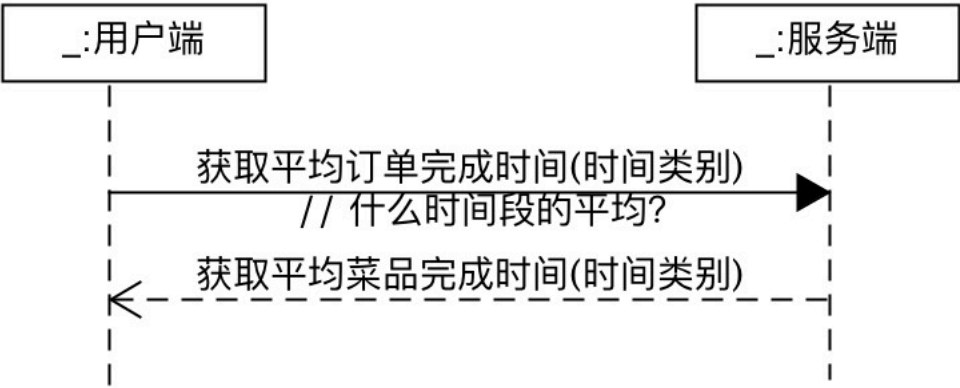 _:用户端
_:服务端
获取平均订单完成时间(时间类别)
// 什么时间段的平均?
获取平均菜品完成时间(时间类别)